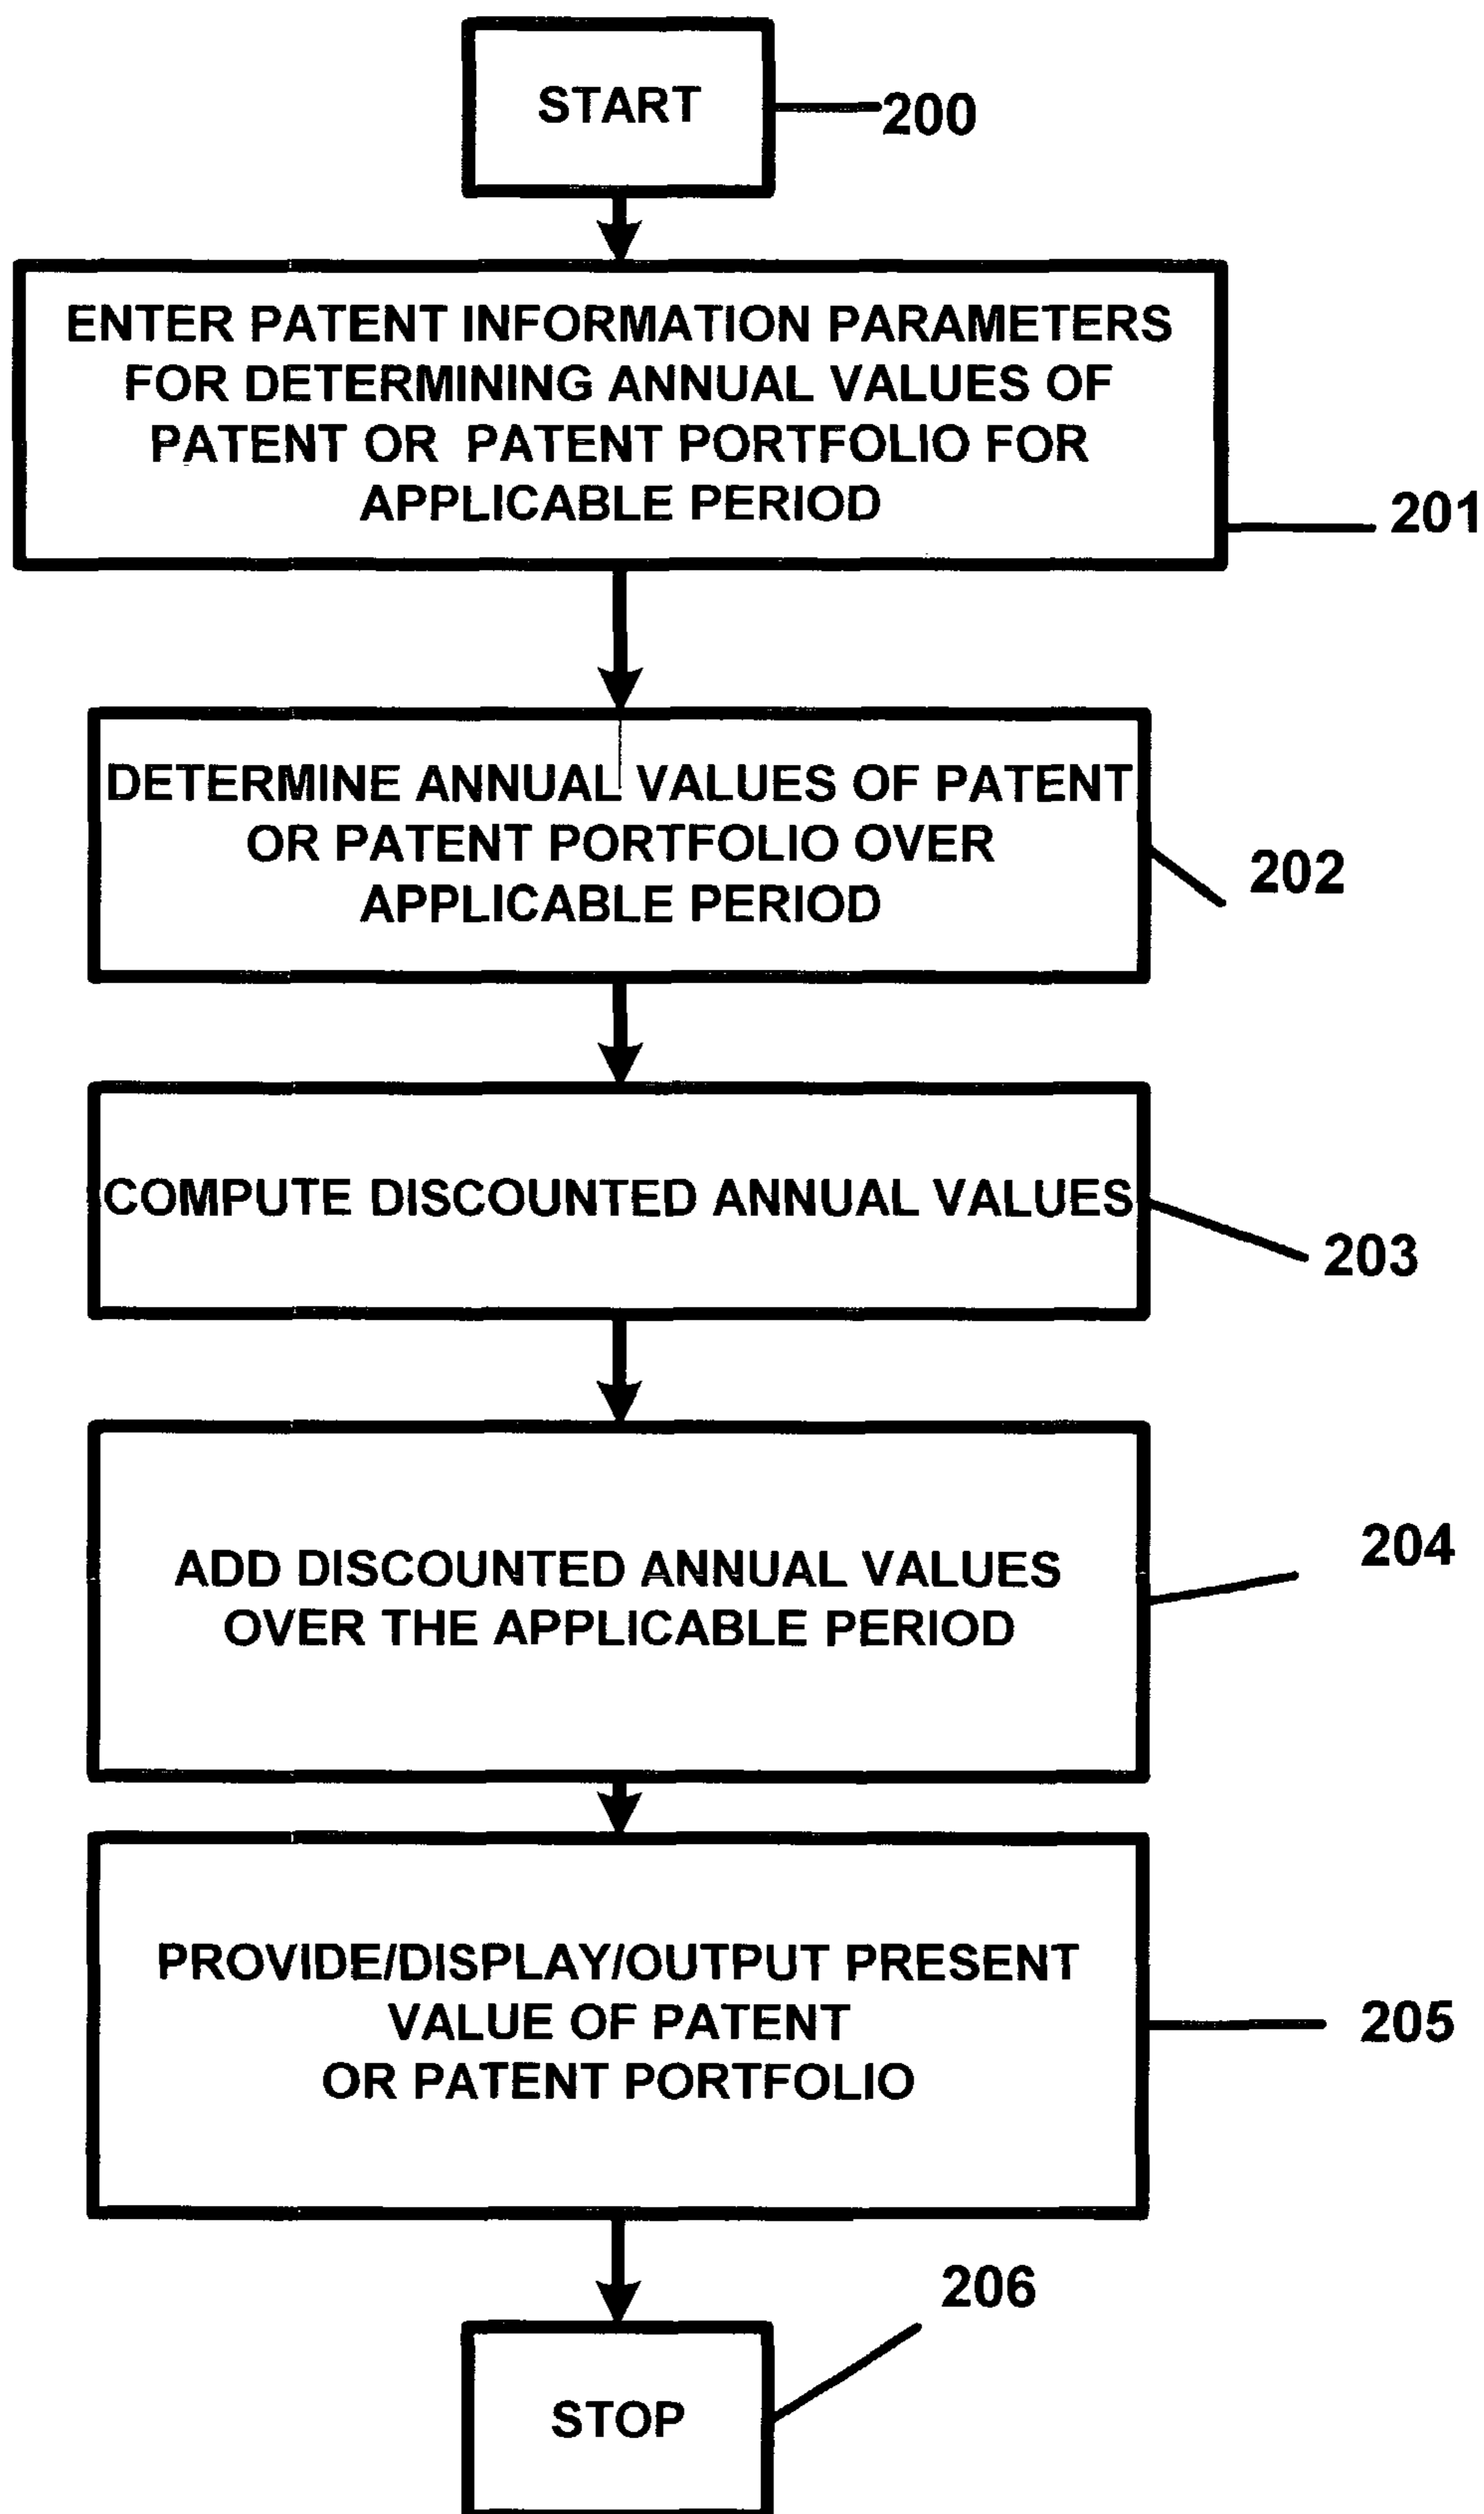 START
200
ENTER PATENT INFORMATION PARAMETERS
FOR DETERMINING ANNUAL VALUES OF
PATENT OR PATENT PORTFOLIO FOR
APPLICABLE PERIOD
201
DETERMINE ANNUAL VALUES OF PATENT
OR PATENT PORTFOLIO OVER
APPLICABLE PERIOD
202
COMPUTE DISCOUNTED ANNUAL VALUES
203
ADD DISCOUNTED ANNUAL VALUES
OVER THE APPLICABLE PERIOD
204
PROVIDE/DISPLAY/OUTPUT PRESENT
VALUE OF PATENT
OR PATENT PORTFOLIO
205
206
STOP